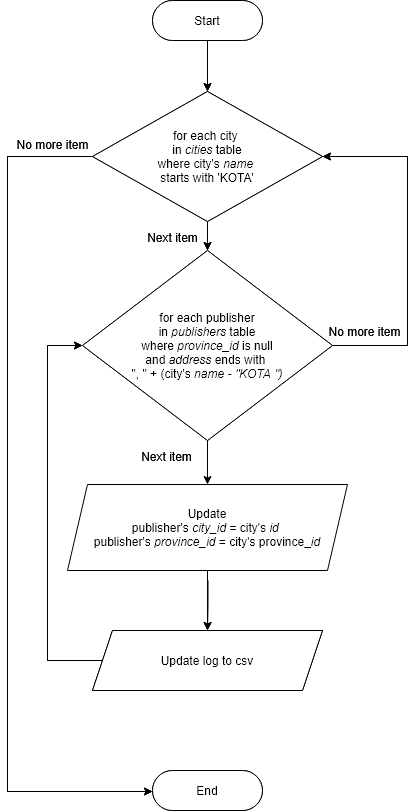 Start
for each city
in cities table
where city's name
starts with 'KOTA'
No more item
Next item
for each publisher
in publishers table
where province_id is null
and address ends with
", " + (city's name - "KOTA ")
No more item
Next item
Update
publisher's city_id = city's id
publisher's province_id = city's province_id
Update log to csv
End